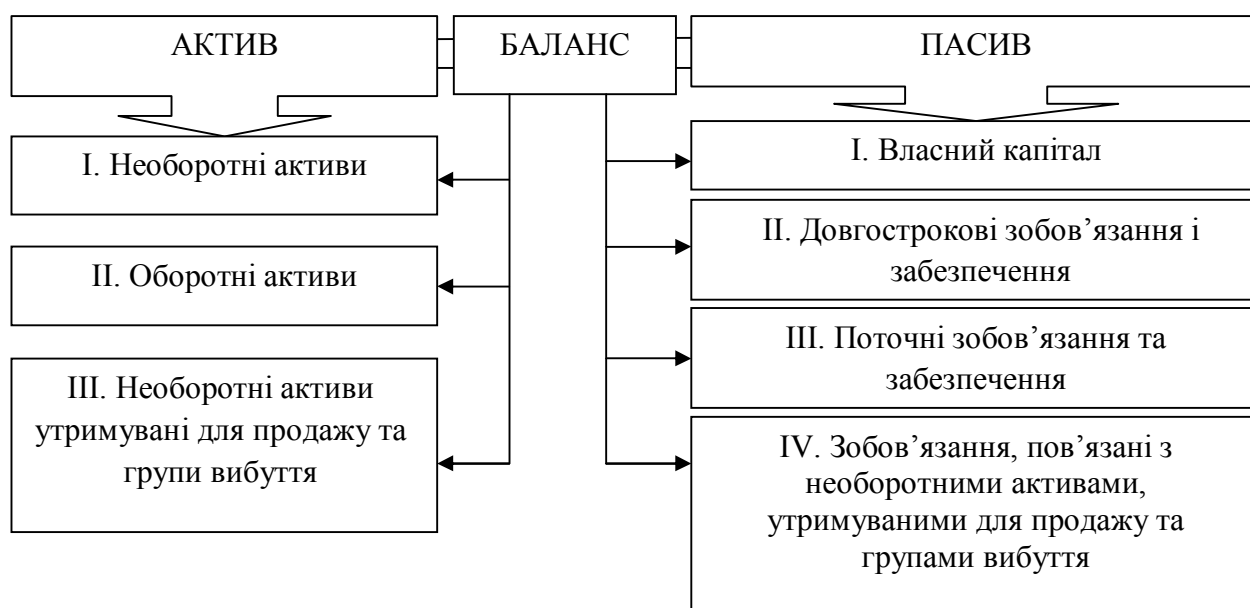 АКТИВ
БАЛАНС
ПАСИВ
І. Необоротні активи
ІІ. Оборотні активи
ІІІ. Необоротні активи
утримувані для продажу та
групи вибуття
І. Власний капітал
ІІ. Довгострокові зобов’язання і
забезпечення
ІІІ. Поточні зобов’язання та
забезпечення
IV. Зобов’язання, пов’язані з
необоротними активами,
утримуваними для продажу та
групами вибуття